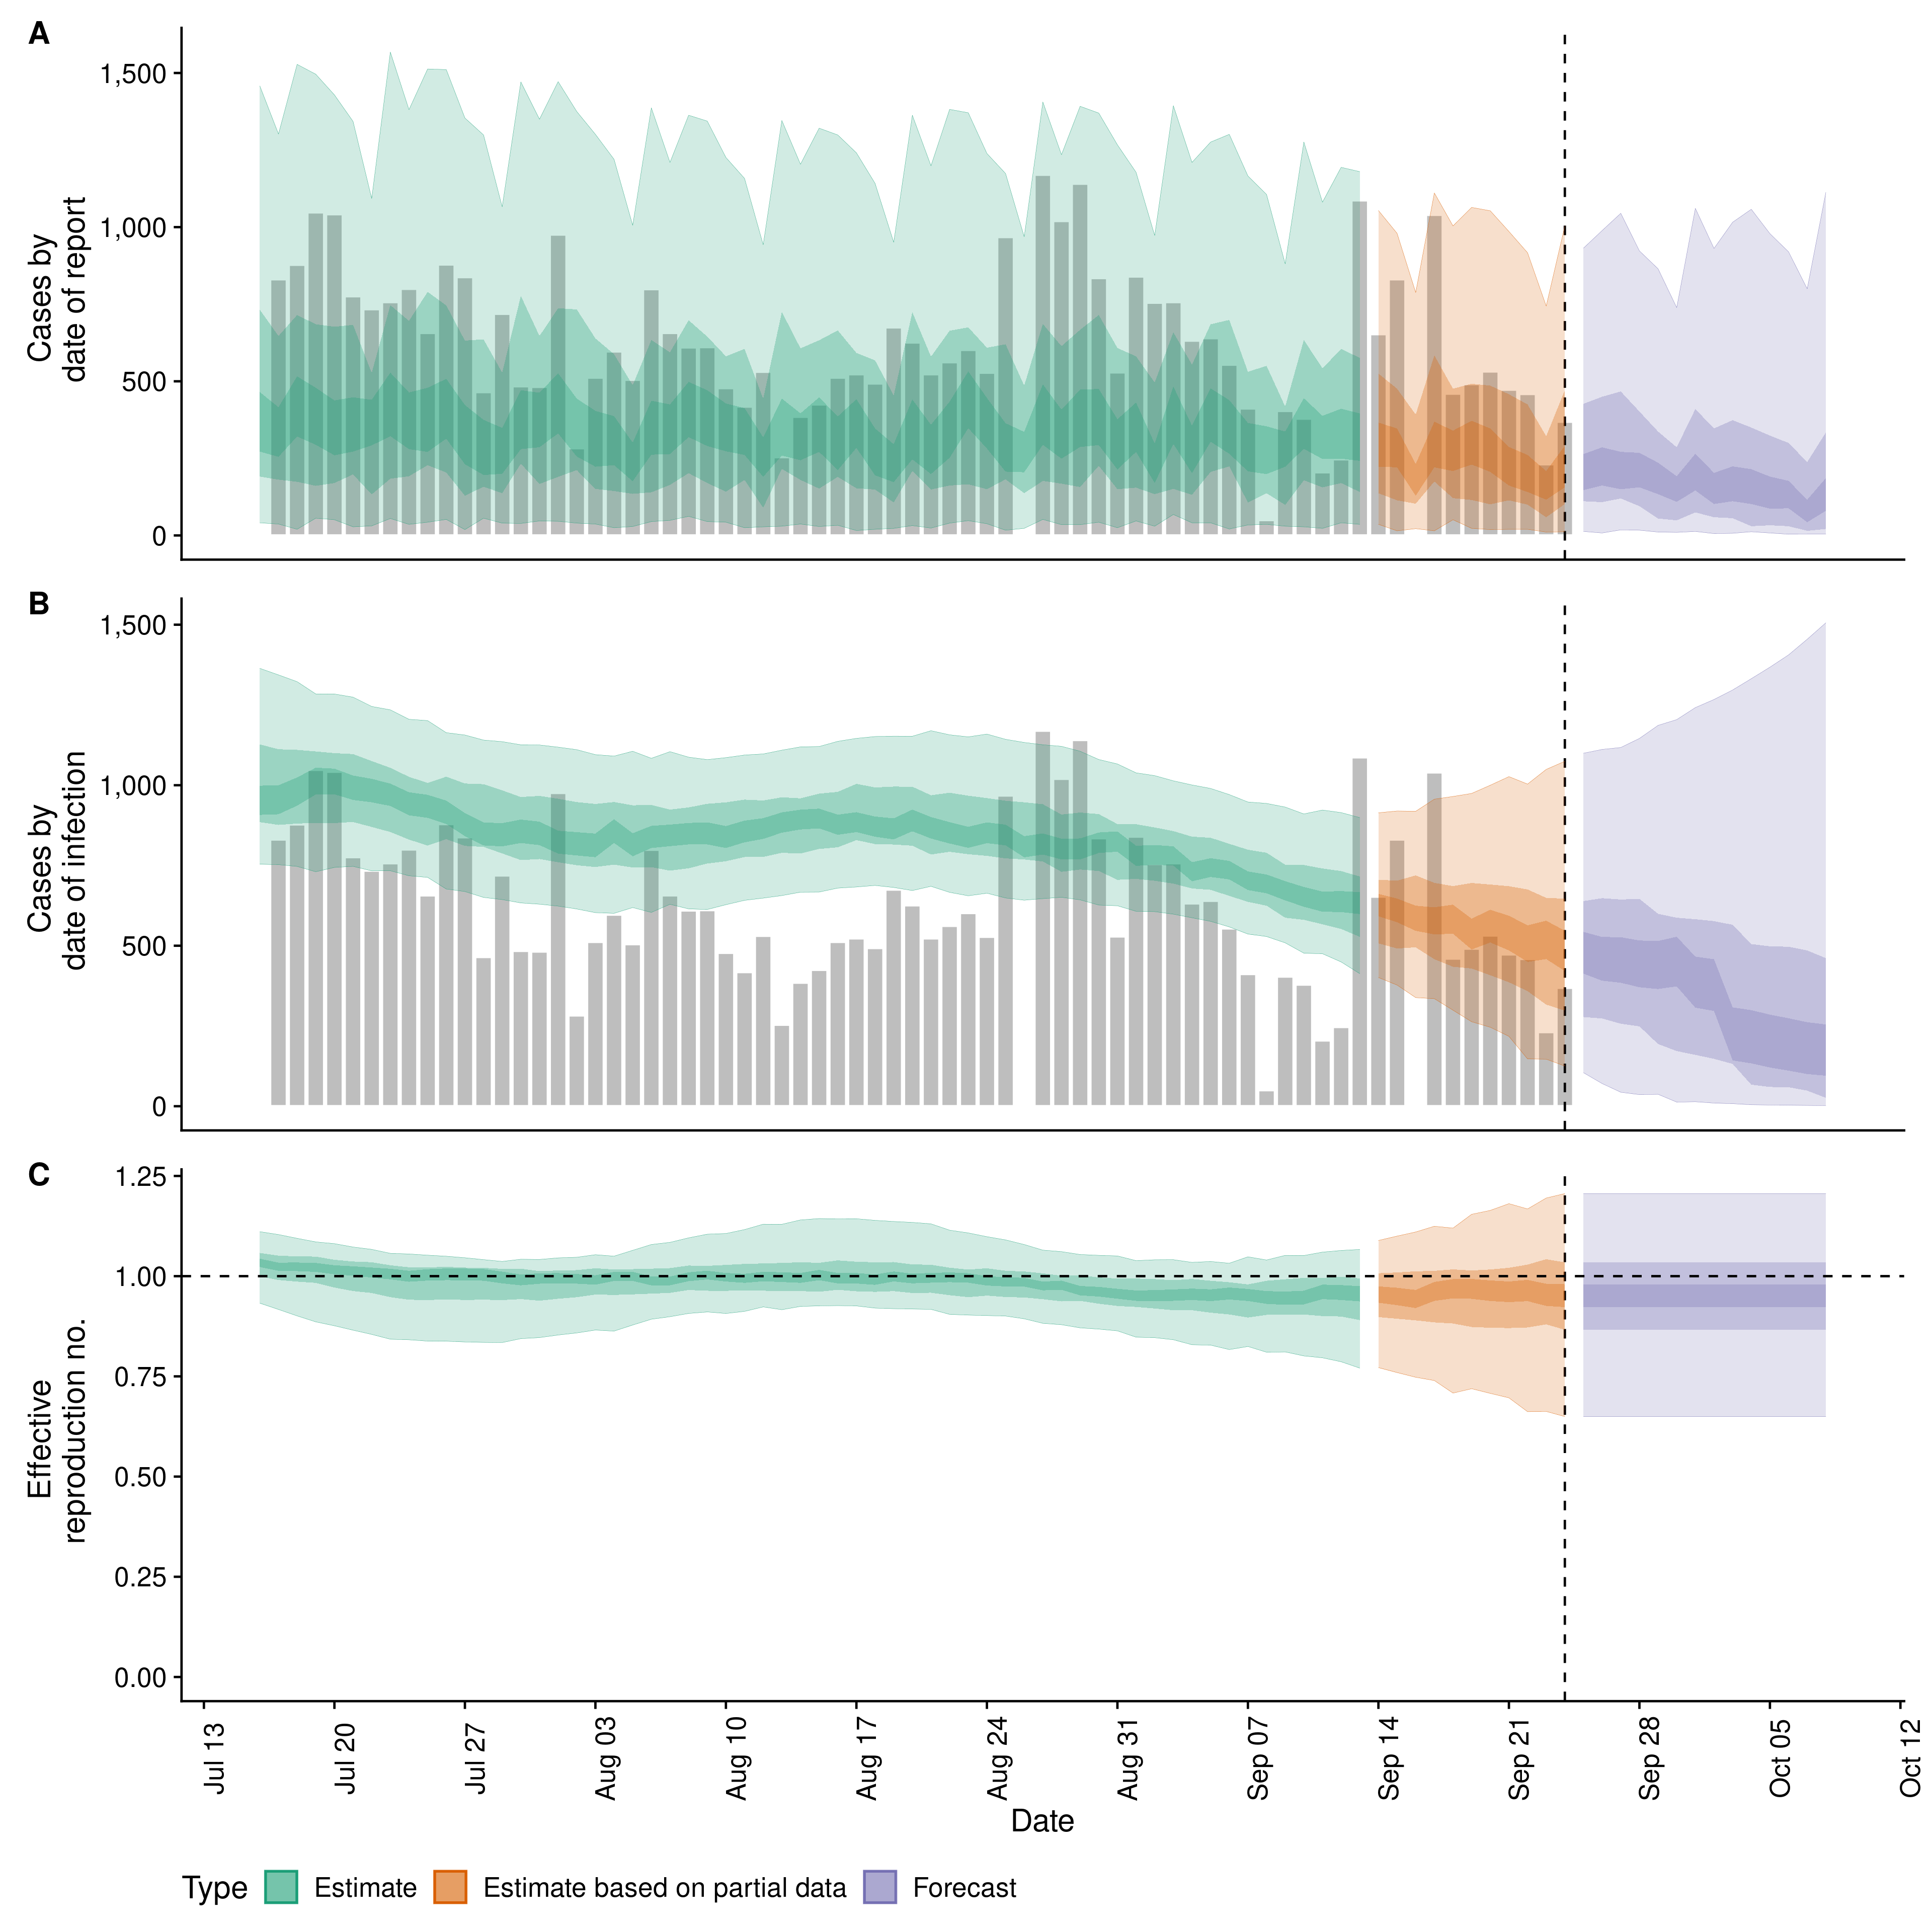 A
Cases by
date of report
1,500
1,000
500
0
B
Cases by
date of infection
1,500
1,000
500
0
C
Effective
reproduction no.
1.25
1.00
0.75
0.50
0.25
0.00
Jul 13
Jul 20
Jul 27
Aug 03
Aug 10
Aug 17
Aug 24
Aug 31
Sep 07
Sep 14
Sep 21
Sep 28
Oct 05
Oct 12
Date
Type Estimate Estimate based on partial data Forecast